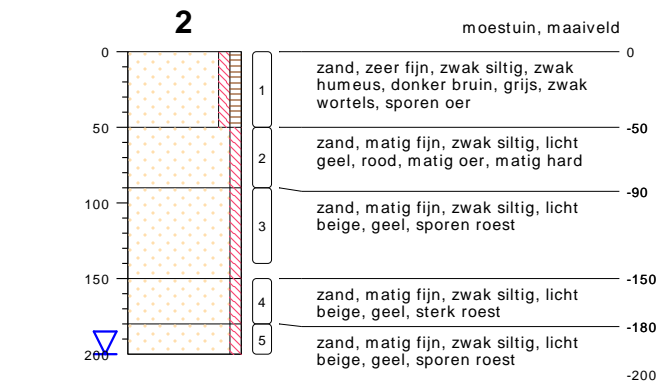 2
moestuin, maaiveld
0
0
zand, zeer fijn, zwak siltig, zwak
humeus, donker bruin, grijs, zwak
wortels, sporen oer
1
50
-50
zand, matig fijn, zwak siltig, licht
geel, rood, matig oer, matig hard
2
-90
100
zand, matig fijn, zwak siltig, licht
beige, geel, sporen roest
3
150
-150
zand, matig fijn, zwak siltig, licht
beige, geel, sterk roest
4
-180
zand, matig fijn, zwak siltig, licht
beige, geel, sporen roest
5
200
-200